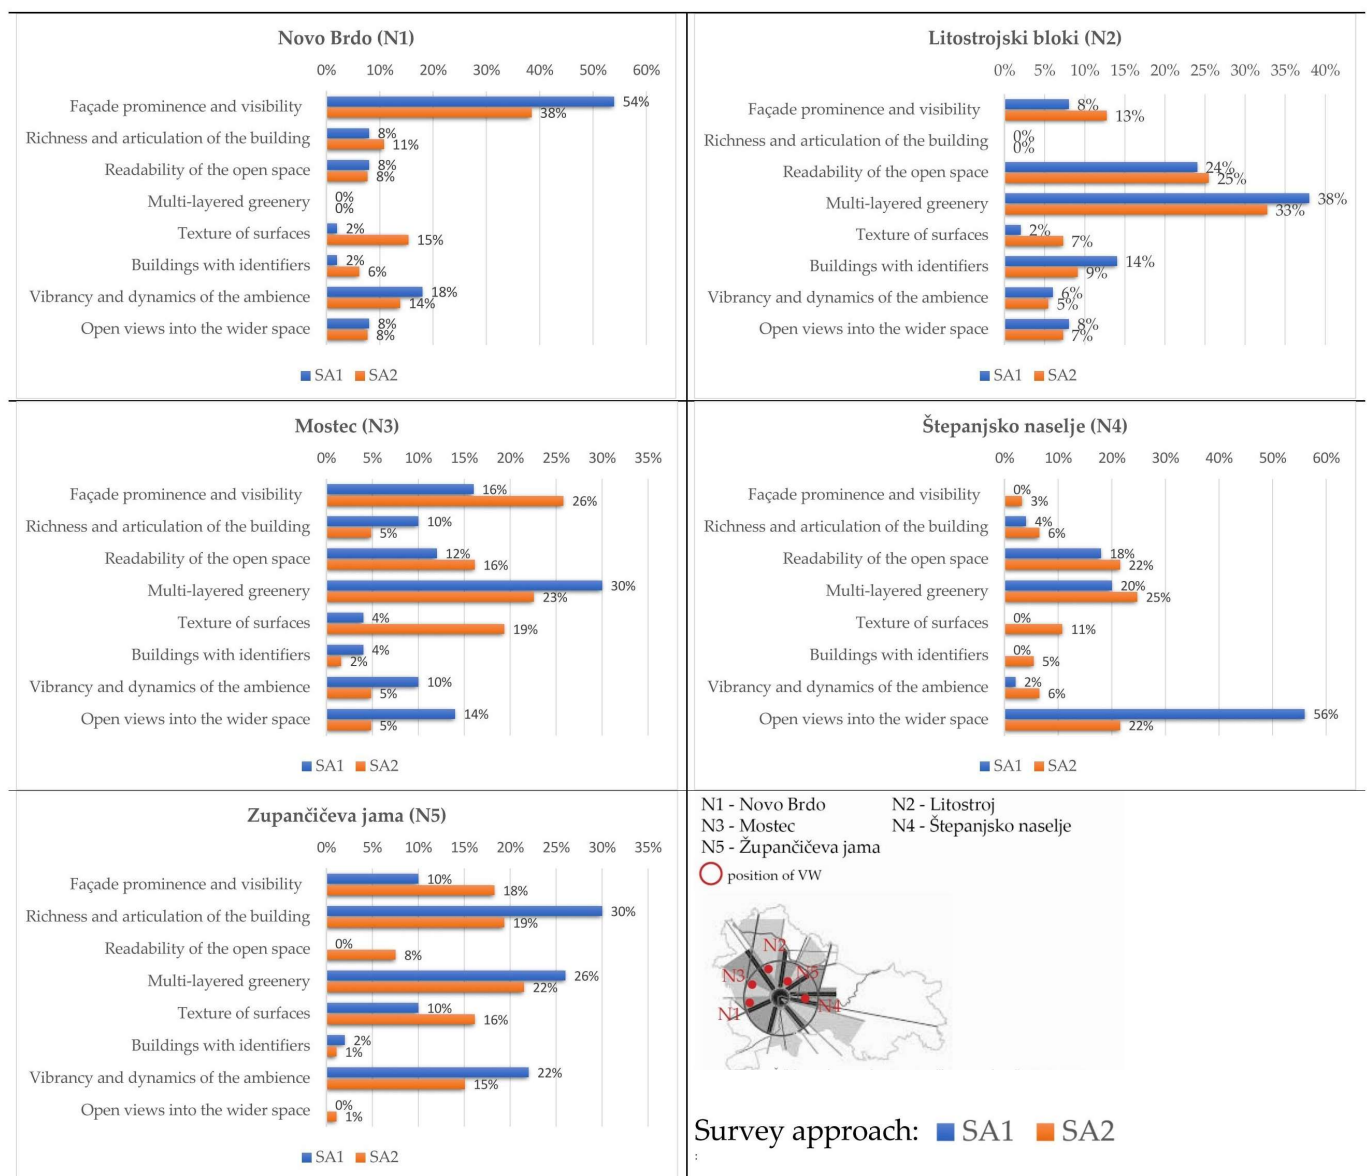 Novo Brdo (N1)
0% 10% 20% 30% 40% 50% 60%
Façade prominence and visibility 54% 38%
Richness and articulation of the building 8% 11%
Readability of the open space 8% 8%
Multi-layered greenery 0% 0%
Texture of surfaces 2% 15%
Buildings with identifiers 2% 6%
Vibrancy and dynamics of the ambience 18% 14%
Open views into the wider space 8% 8%
SA1 SA2
Litostrojski bloki (N2)
0% 5% 10% 15% 20% 25% 30% 35% 40%
Façade prominence and visibility 8% 13%
Richness and articulation of the building 0% 0%
Readability of the open space 24% 25%
Multi-layered greenery 38% 33%
Texture of surfaces 2% 7%
Buildings with identifiers 14% 9%
Vibrancy and dynamics of the ambience 6% 5%
Open views into the wider space 8% 7%
SA1 SA2
Mostec (N3)
0% 5% 10% 15% 20% 25% 30% 35%
Façade prominence and visibility 16% 26%
Richness and articulation of the building 10% 5%
Readability of the open space 12% 16%
Multi-layered greenery 30% 23%
Texture of surfaces 4% 19%
Buildings with identifiers 4% 2%
Vibrancy and dynamics of the ambience 10% 5%
Open views into the wider space 14% 5%
SA1 SA2
Štepanjsko naselje (N4)
0% 10% 20% 30% 40% 50% 60%
Façade prominence and visibility 0% 3%
Richness and articulation of the building 4% 6%
Readability of the open space 18% 22%
Multi-layered greenery 20% 25%
Texture of surfaces 0% 11%
Buildings with identifiers 0% 5%
Vibrancy and dynamics of the ambience 2% 6%
Open views into the wider space 56% 22%
SA1 SA2
Zupančičeva jama (N5)
0% 5% 10% 15% 20% 25% 30% 35%
Façade prominence and visibility 10% 18%
Richness and articulation of the building 30% 19%
Readability of the open space 0% 8%
Multi-layered greenery 26% 22%
Texture of surfaces 10% 16%
Buildings with identifiers 2% 1%
Vibrancy and dynamics of the ambience 22% 15%
Open views into the wider space 0% 1%
SA1 SA2
N1 - Novo Brdo N2 - Litostroj
N3 - Mostec N4 - Štepanjsko naselje
N5 - Župančičeva jama
position of VW
N2
N3 N5
N1 N4
Survey approach: SA1 SA2
: